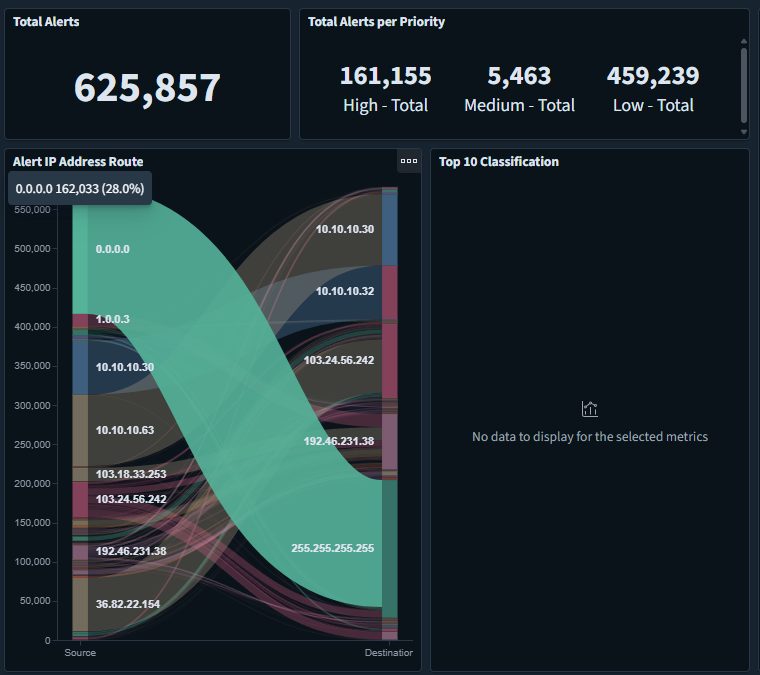 Total Alerts
625,857
Total Alerts per Priority
161,155
High - Total
5,463
Medium - Total
459,239
Low - Total
Alert IP Address Route
0.0.0.0 162,033 (28.0%)
550,000
500,000
450,000
400,000
350,000
300,000
250,000
200,000
150,000
100,000
50,000
0
0.0.0.0
1.0.0.3
10.10.10.30
10.10.10.63
103.18.33.253
103.24.56.242
192.46.231.38
36.82.22.154
10.10.10.30
10.10.10.32
103.24.56.242
192.46.231.38
255.255.255.255
Source
Destination
Top 10 Classification
No data to display for the selected metrics